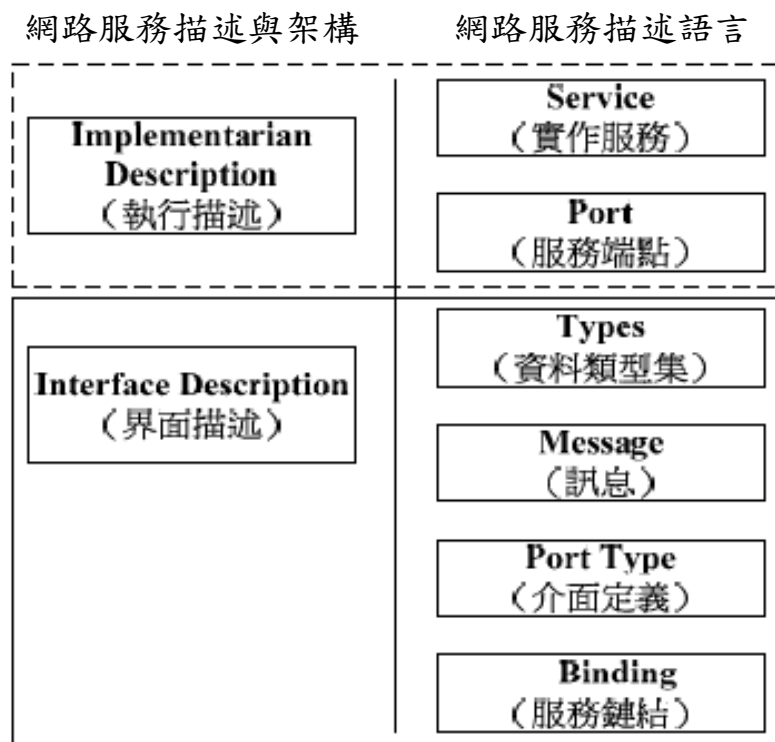 網路服務描述與架構
網路服務描述語言
Implementarian
Description
（執行描述）
Service
（實作服務）
Port
（服務端點）
Interface Description
（界面描述）
Types
（資料類型集）
Message
（訊息）
Port Type
（介面定義）
Binding
（服務鏈結）